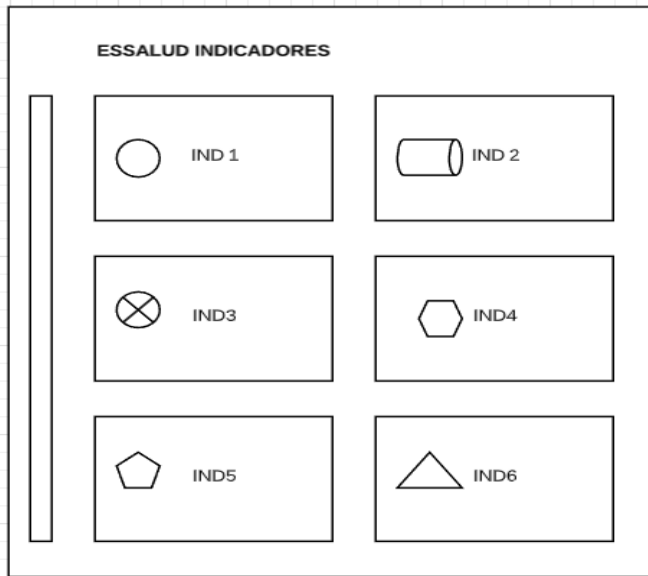 ESSALUD INDICADORES
IND 1
IND 2
IND3
IND4
IND5
IND6